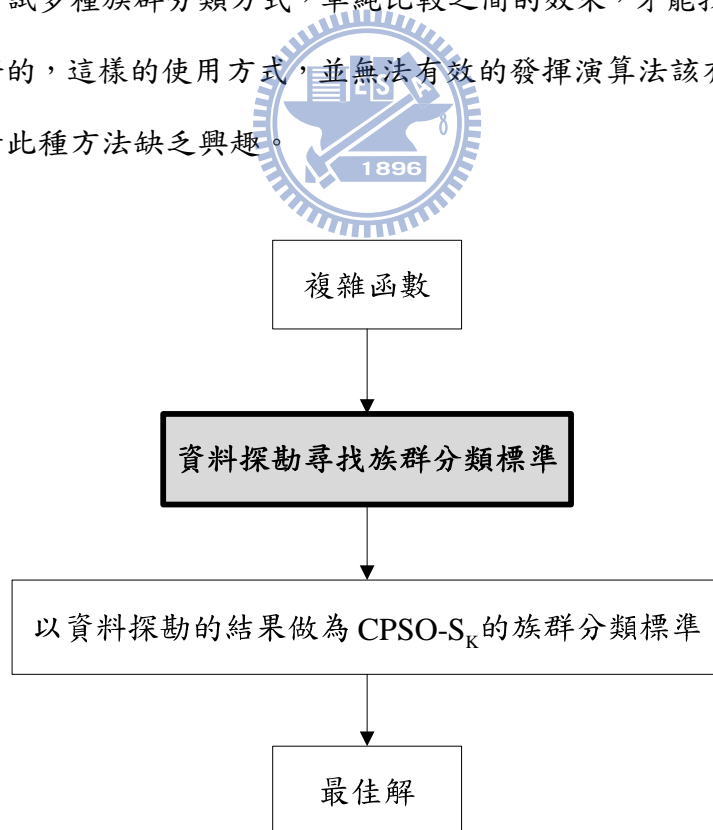 試多種族群分類方式，單純比較之間的效果，才能
的，這樣的使用方式，並無法有效的發揮演算法該
此種方法缺乏興趣。
ES
1896
複雜函數
資料探勘尋找族群分類標準
以資料探勘的結果做為 CPSO-S_K的族群分類標準
最佳解